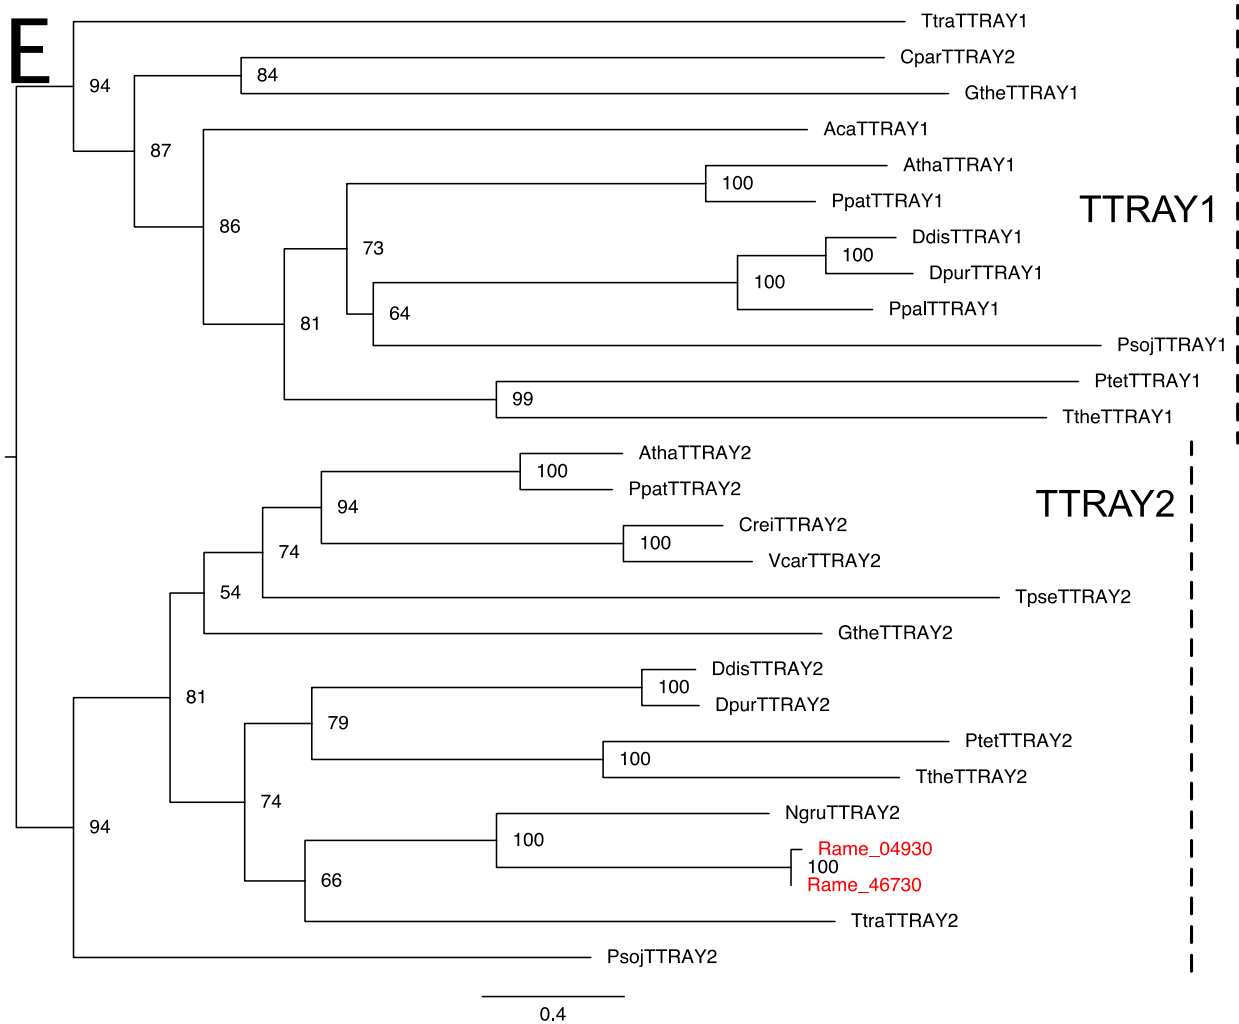 E
TtraTTRAY1
CparTTRAY2
84
94
GtheTTRAY1
AcaTTRAY1
87
AthaTTRAY1
100
PpatTTRAY1
TTRAY1
86
DdisTTRAY1
73
100
DpurTTRAY1
100
PpalTTRAY1
64
81
PsojTTRAY1
PtetTTRAY1
99
TtheTTRAY1
AthaTTRAY2
100
PpatTTRAY2
TTRAY2
94
CreiTTRAY2
100
74
VcarTTRAY2
54
TpseTTRAY2
GtheTTRAY2
DdisTTRAY2
100
81
DpurTTRAY2
79
PtetTTRAY2
100
TtheTTRAY2
74
NgruTTRAY2
94
100
Rame_04930
100
66
Rame_46730
TtraTTRAY2
PsojTTRAY2
0.4